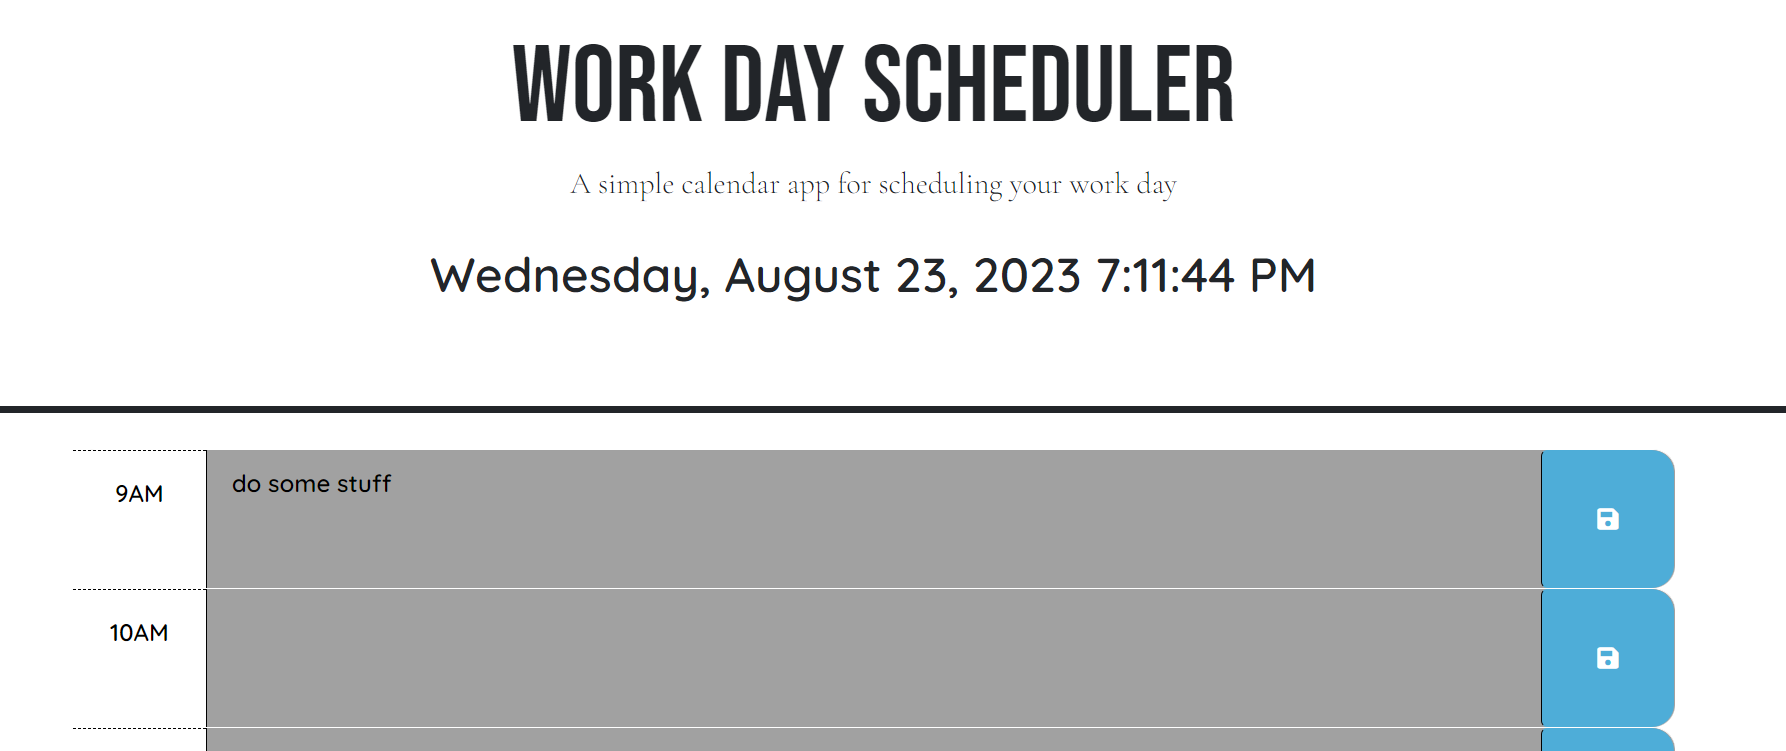 WORK DAY SCHEDULER
A simple calendar app for scheduling your work day
Wednesday, August 23, 2023 7:11:44 PM
9AM
do some stuff
10AM